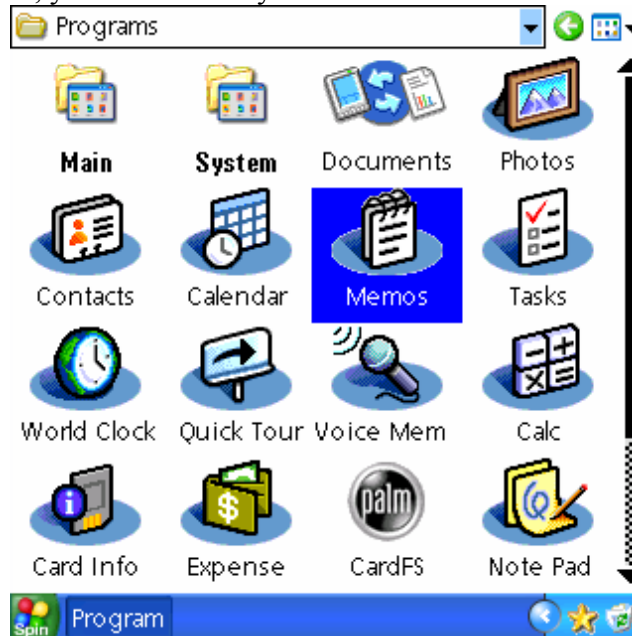 Programs
Main System Documents Photos
Contacts Calendar Memos Tasks
World Clock Quick Tour Voice Mem Calc
palm
Card Info Expense CardFS Note Pad
Spin Program